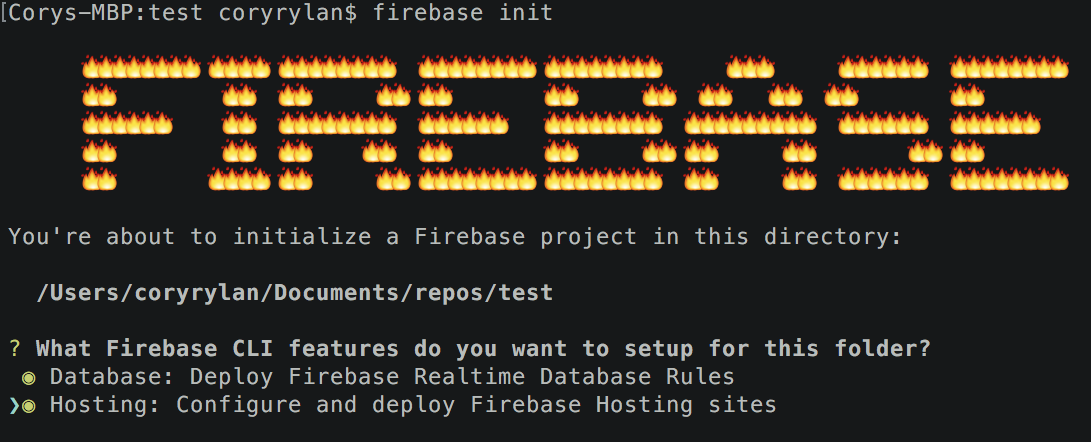 [Corys-MBP:test coryrylan$ firebase init
FIREBASE
You're about to initialize a Firebase project in this directory:
/Users/coryrylan/Documents/repos/test
? What Firebase CLI features do you want to setup for this folder?
◉ Database: Deploy Firebase Realtime Database Rules
❯◉ Hosting: Configure and deploy Firebase Hosting sites